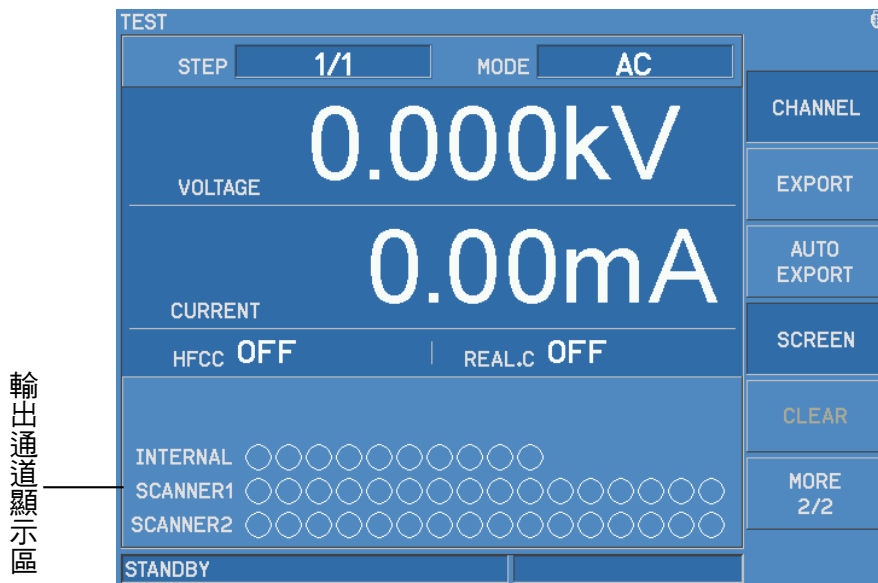 TEST
STEP 1/1 MODE AC
0.000kV
VOLTAGE
0.00mA
CURRENT
HFCC OFF REAL.C OFF
INTERNAL
SCANNER1
SCANNER2
STANDBY
CHANNEL
EXPORT
AUTO
EXPORT
SCREEN
CLEAR
MORE
2/2
輸出通道顯示區